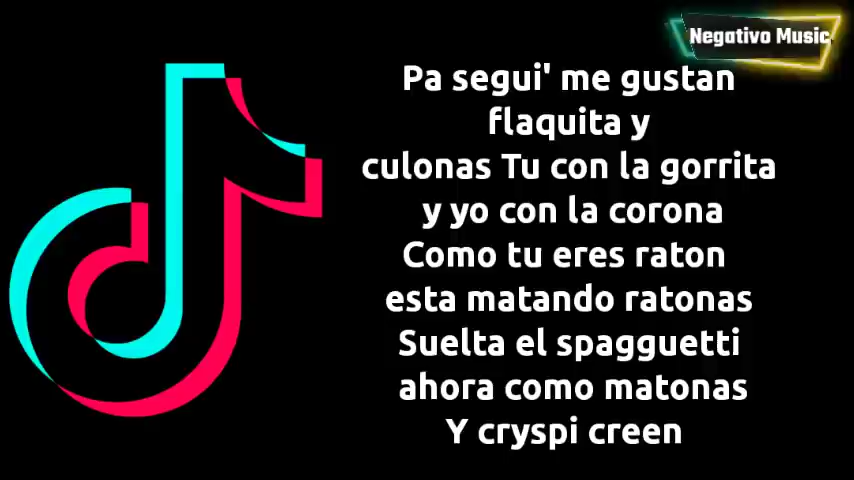 Negativo Music
Pa segui' me gustan
flaquita y
culonas Tu con la gorrita
y yo con la corona
Como tu eres raton
esta matando ratonas
Suelta el spagguetti
ahora como matonas
Y cryspi creen